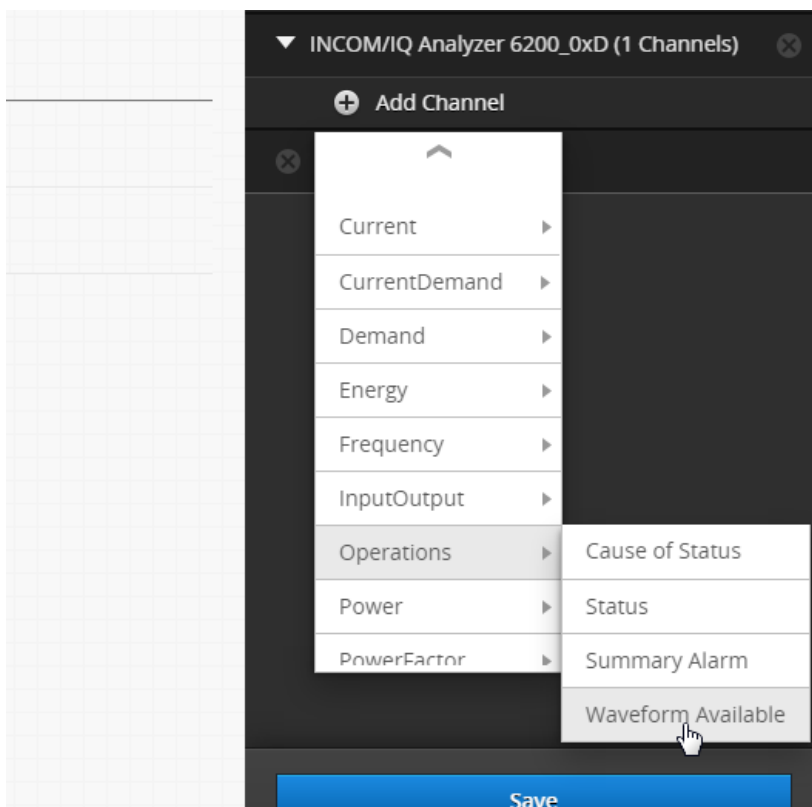 INCOM/IQ Analyzer 6200_0xD (1 Channels)
Add Channel
Current
CurrentDemand
Demand
Energy
Frequency
InputOutput
Operations
Power
PowerFactor
Cause of Status
Status
Summary Alarm
Waveform Available
Save